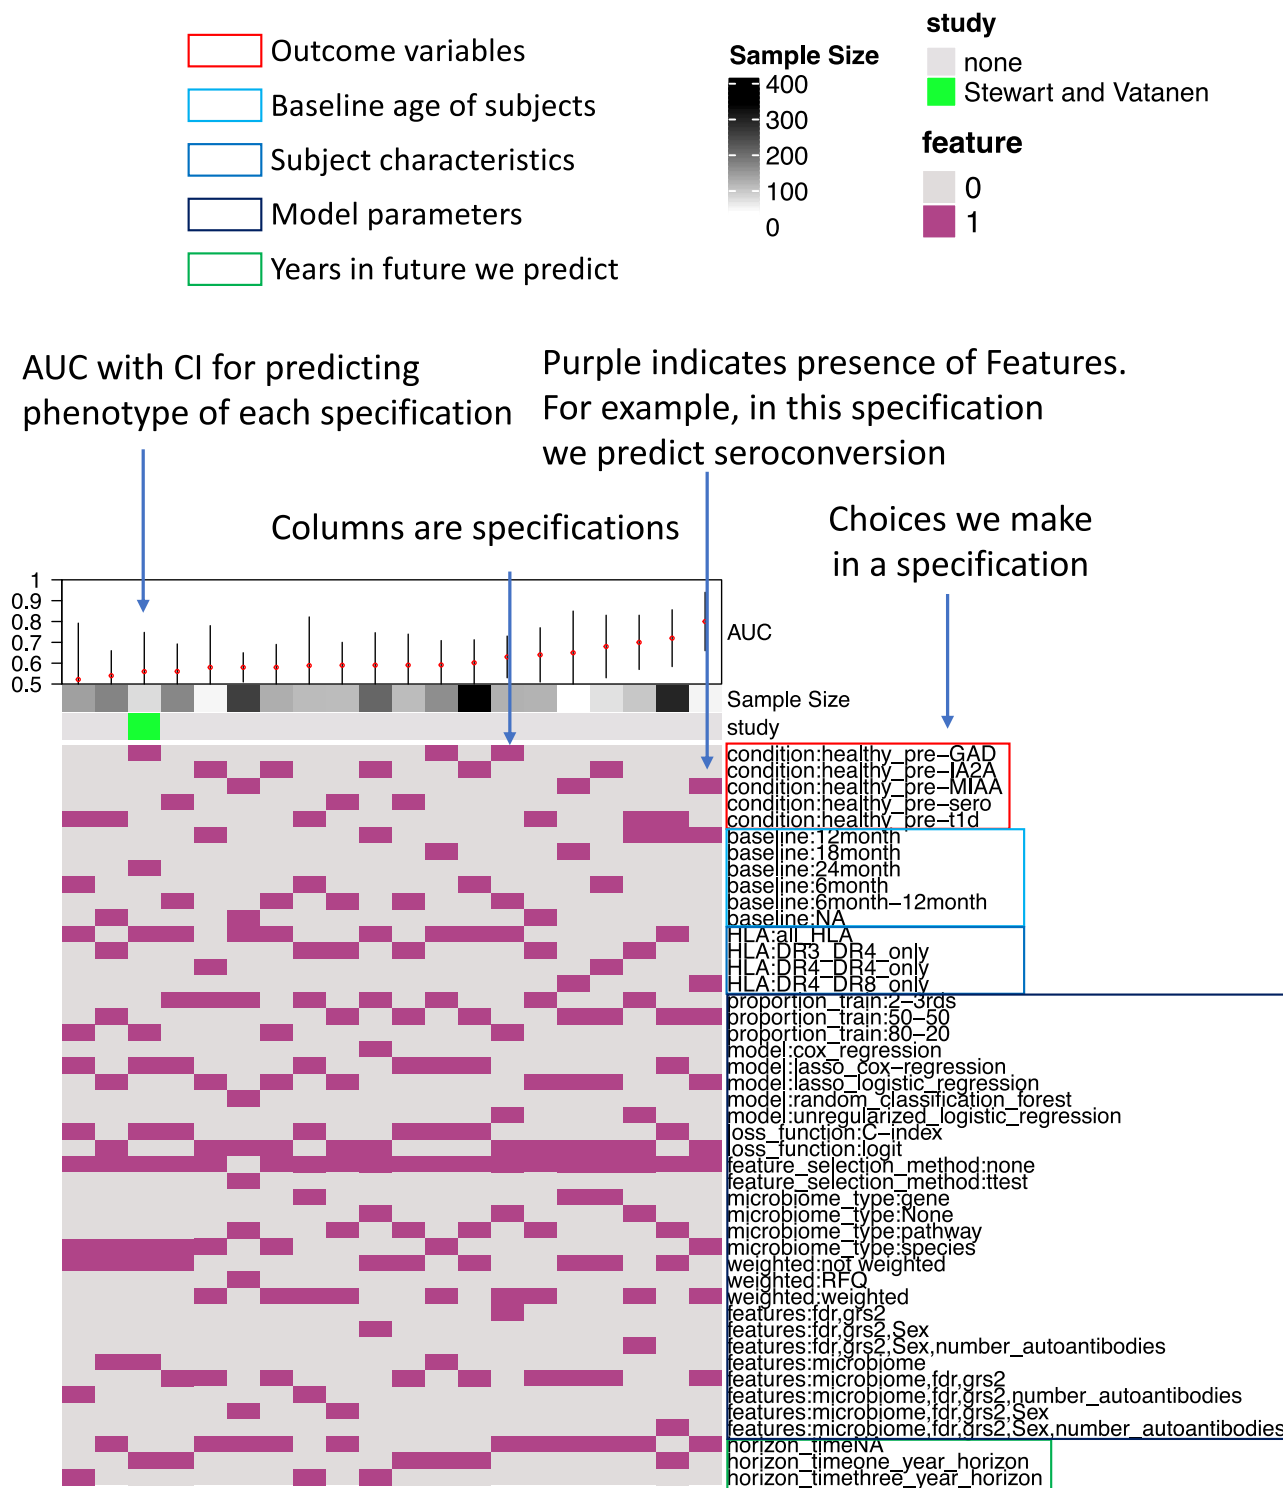 Outcome variables
Baseline age of subjects
Subject characteristics
Model parameters
Years in future we predict
Sample Size
400
300
200
100
0
study
none
Stewart and Vatanen
feature
0
1
AUC with CI for predicting
phenotype of each specification
Purple indicates presence of Features.
For example, in this specification
we predict seroconversion
Columns are specifications
Choices we make
in a specification
1
0.9
0.8
0.7
0.6
0.5
AUC
Sample Size
study
condition:healthy_pre−GAD
condition:healthy_pre−IA2A
condition:healthy_pre−MIAA
condition:healthy_pre−sero
condition:healthy_pre−t1d
baseline:12month
baseline:18month
baseline:24month
baseline:6month
baseline:6month−12month
baseline:NA
HLA:all_HLA
HLA:DR3_DR4_only
HLA:DR4_DR4_only
HLA:DR4_DR8_only
proportion_train:2−3rds
proportion_train:50−50
proportion_train:80−20
model:cox_regression
model:lasso_cox−regression
model:lasso_logistic_regression
model:random_classification_forest
model:unregularized_logistic_regression
loss_function:C−index
loss_function:logit
feature_selection_method:none
feature_selection_method:ttest
microbiome_type:gene
microbiome_type:None
microbiome_type:pathway
microbiome_type:species
weighted:not weighted
weighted:RFQ
weighted:weighted
features:fdr,grs2
features:fdr,grs2,Sex
features:fdr,grs2,Sex,number_autoantibodies
features:microbiome
features:microbiome,fdr,grs2
features:microbiome,fdr,grs2,number_autoantibodies
features:microbiome,fdr,grs2,Sex
features:microbiome,fdr,grs2,Sex,number_autoantibodies
horizon_timeNA
horizon_timeone_year_horizon
horizon_timethree_year_horizon